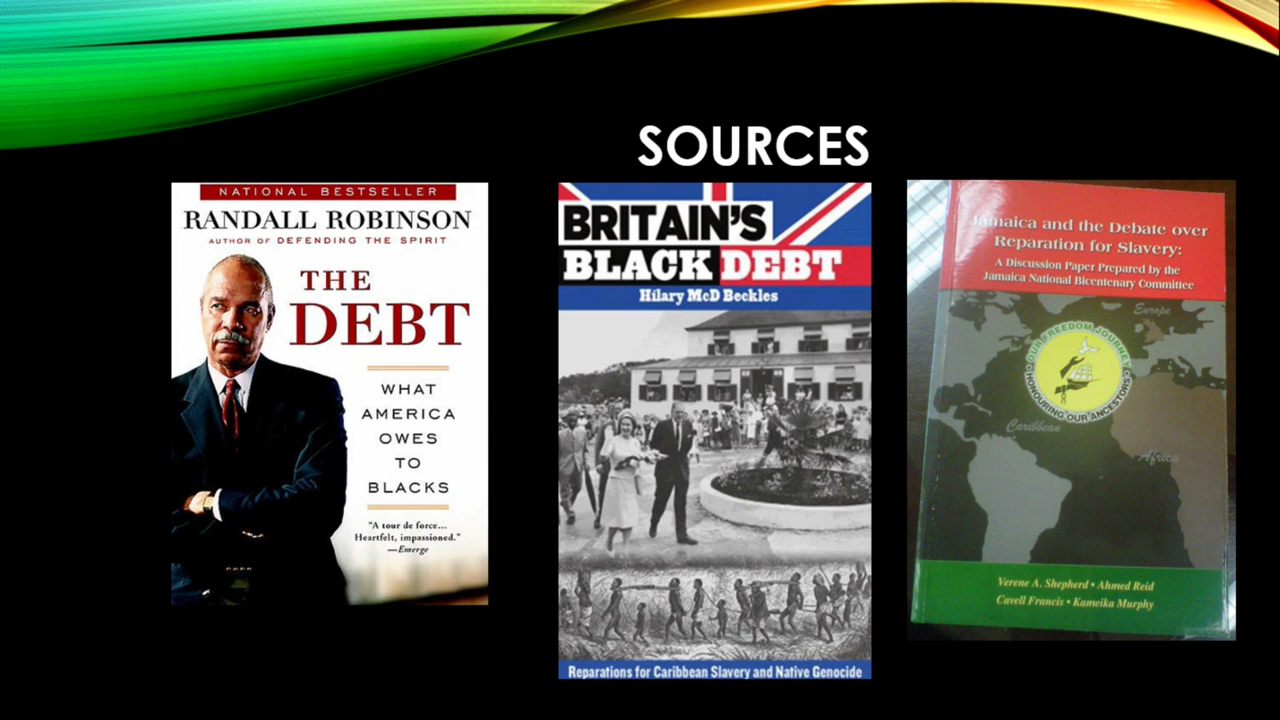 SOURCES
NATIONAL BESTSELLER
RANDALL ROBINSON
AUTHOR OF DEFENDING THE SPIRIT
THE
DEBT
WHAT
AMERICA
OWES
TO
BLACKS
"A tour de force...
Heartfelt, impassioned."
—Emerge
BRITAIN'S
BLACK DEBT
Hilary McD Beckles
Reparations for Caribbean Slavery and Native Genocide
Jamaica and the Debate over
Reparation for Slavery:
A Discussion Paper Prepared by the
Jamaica National Bicentenary Committee
Europe
OUR FREEDOM JOURNEY
HONOURING OUR ANCESTORS
Caribbean
Africa
Verene A. Shepherd • Ahmed Reid
Cavell Francis • Kameika Murphy